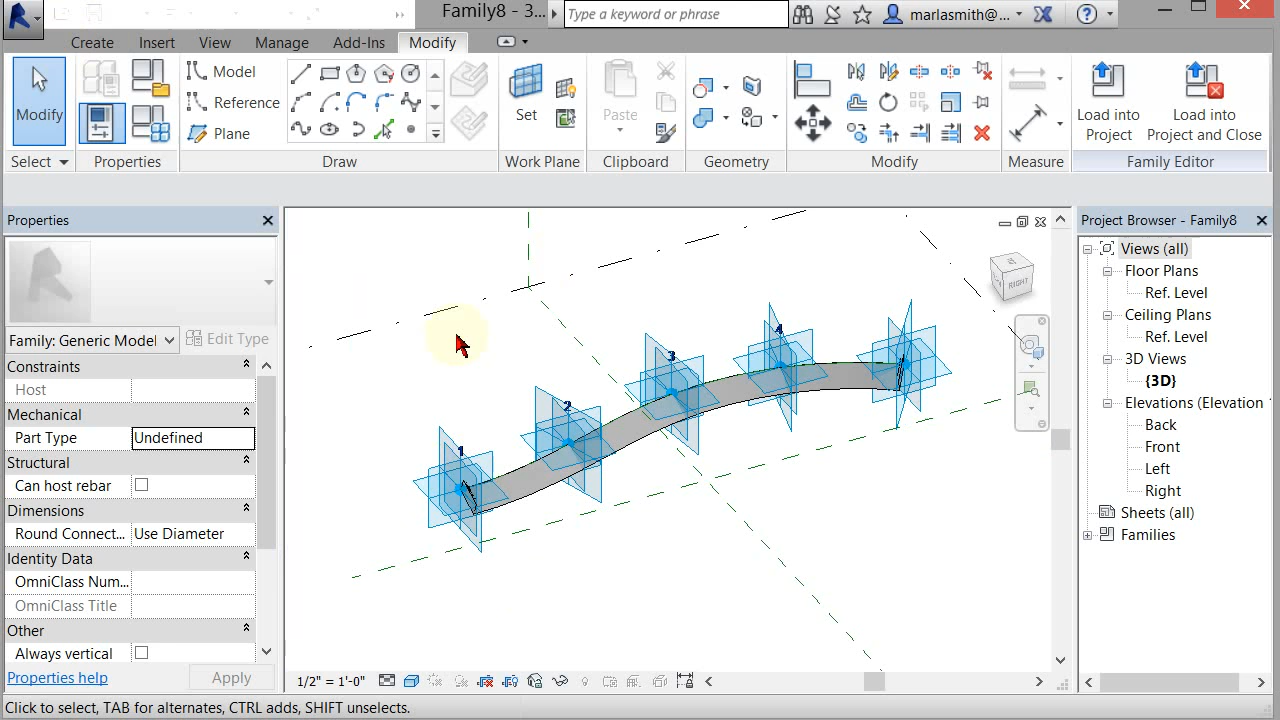 Family8 - 3...
Type a keyword or phrase
marlasmith@...
Create Insert View Manage Add-Ins Modify
Modify
Model
Reference
Plane
Set
Paste
Load into Project
Load into Project and Close
Select Properties Draw Work Plane Clipboard Geometry Modify Measure Family Editor
Properties
Family: Generic Model
Edit Type
Constraints
Host
Mechanical
Part Type Undefined
Structural
Can host rebar
Dimensions
Round Connect... Use Diameter
Identity Data
OmniClass Num...
OmniClass Title
Other
Always vertical
Properties help
Apply
1
2
3
4
RIGHT
1/2" = 1'-0"
Project Browser - Family8
Views (all)
Floor Plans
Ref. Level
Ceiling Plans
Ref. Level
3D Views
{3D}
Elevations (Elevation
Back
Front
Left
Right
Sheets (all)
Families
Click to select, TAB for alternates, CTRL adds, SHIFT unselects.